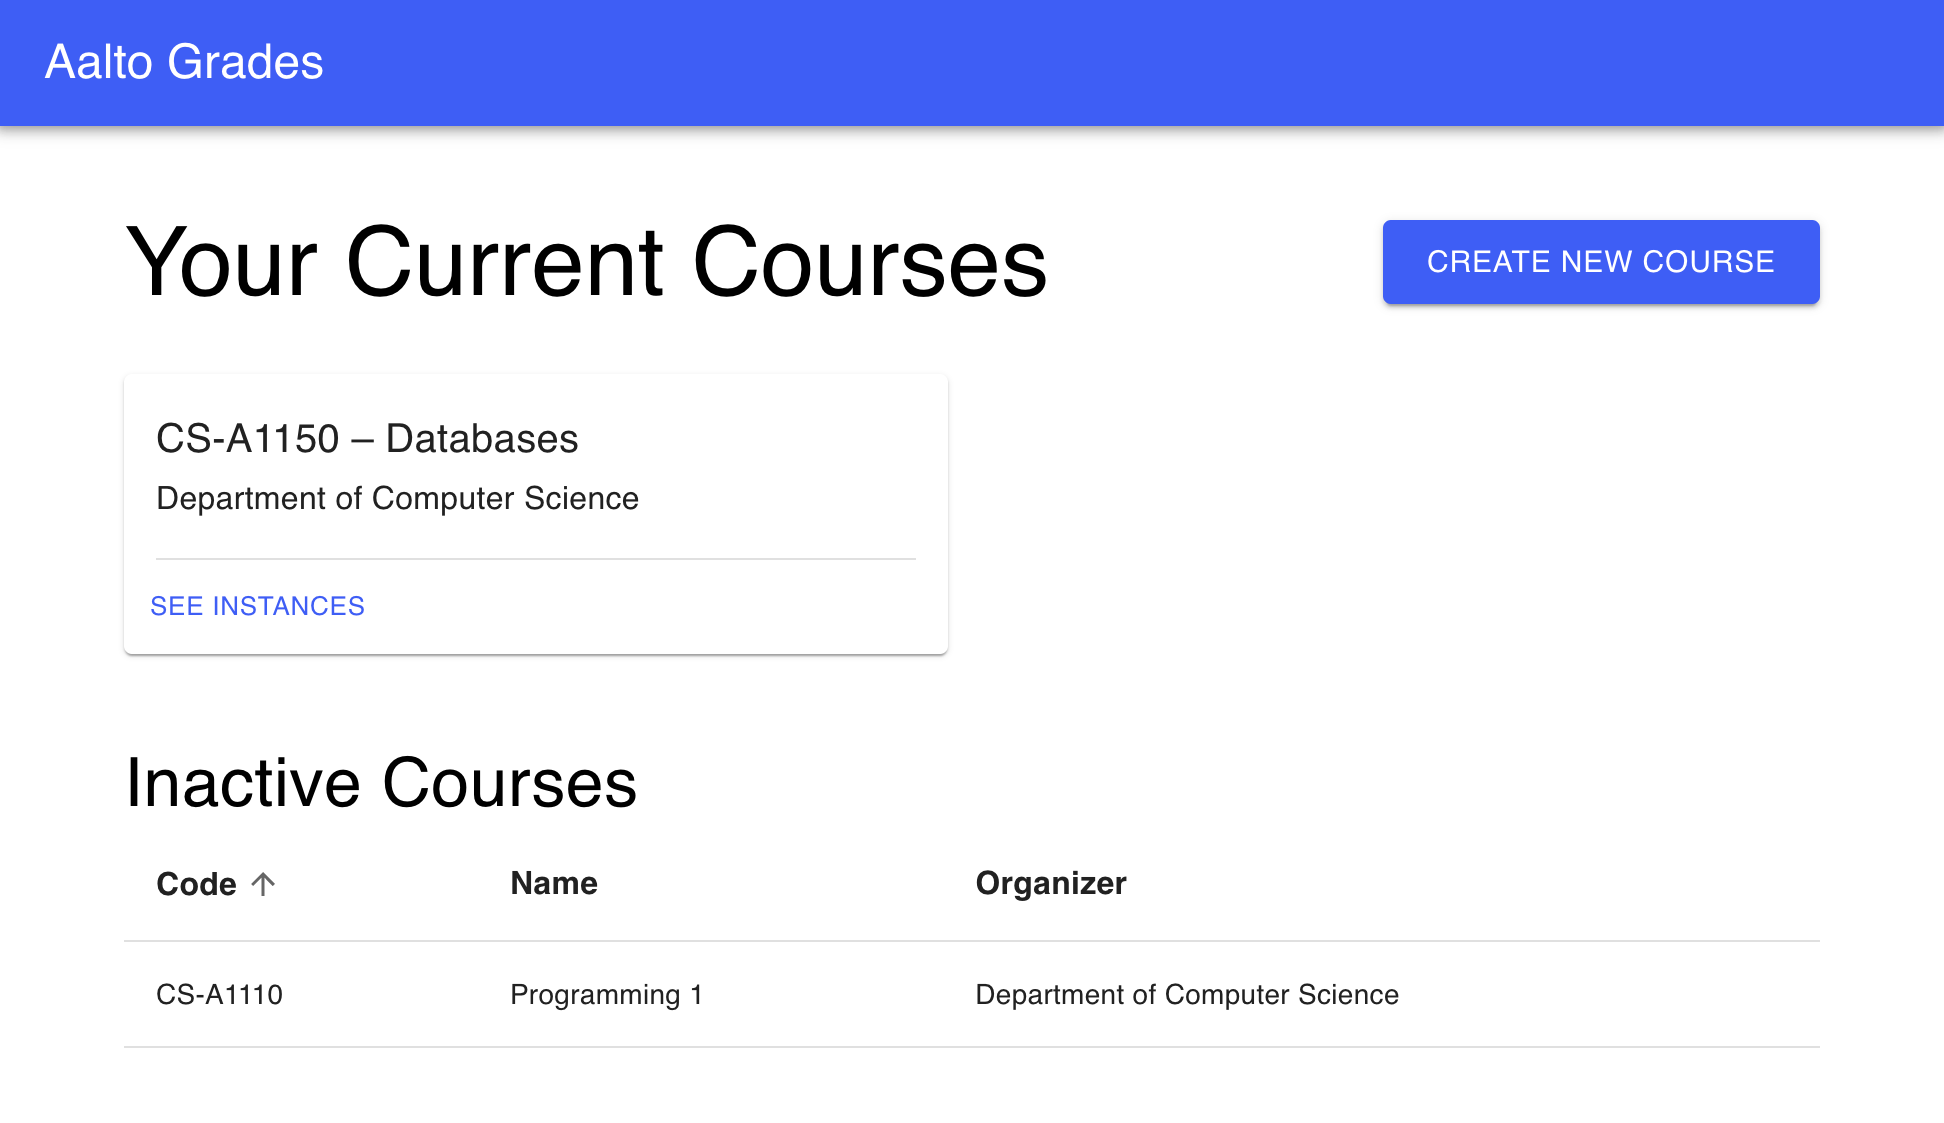 Aalto Grades
Your Current Courses
CREATE NEW COURSE
CS-A1150 – Databases
Department of Computer Science
SEE INSTANCES
Inactive Courses
Code Name Organizer
CS-A1110 Programming 1 Department of Computer Science